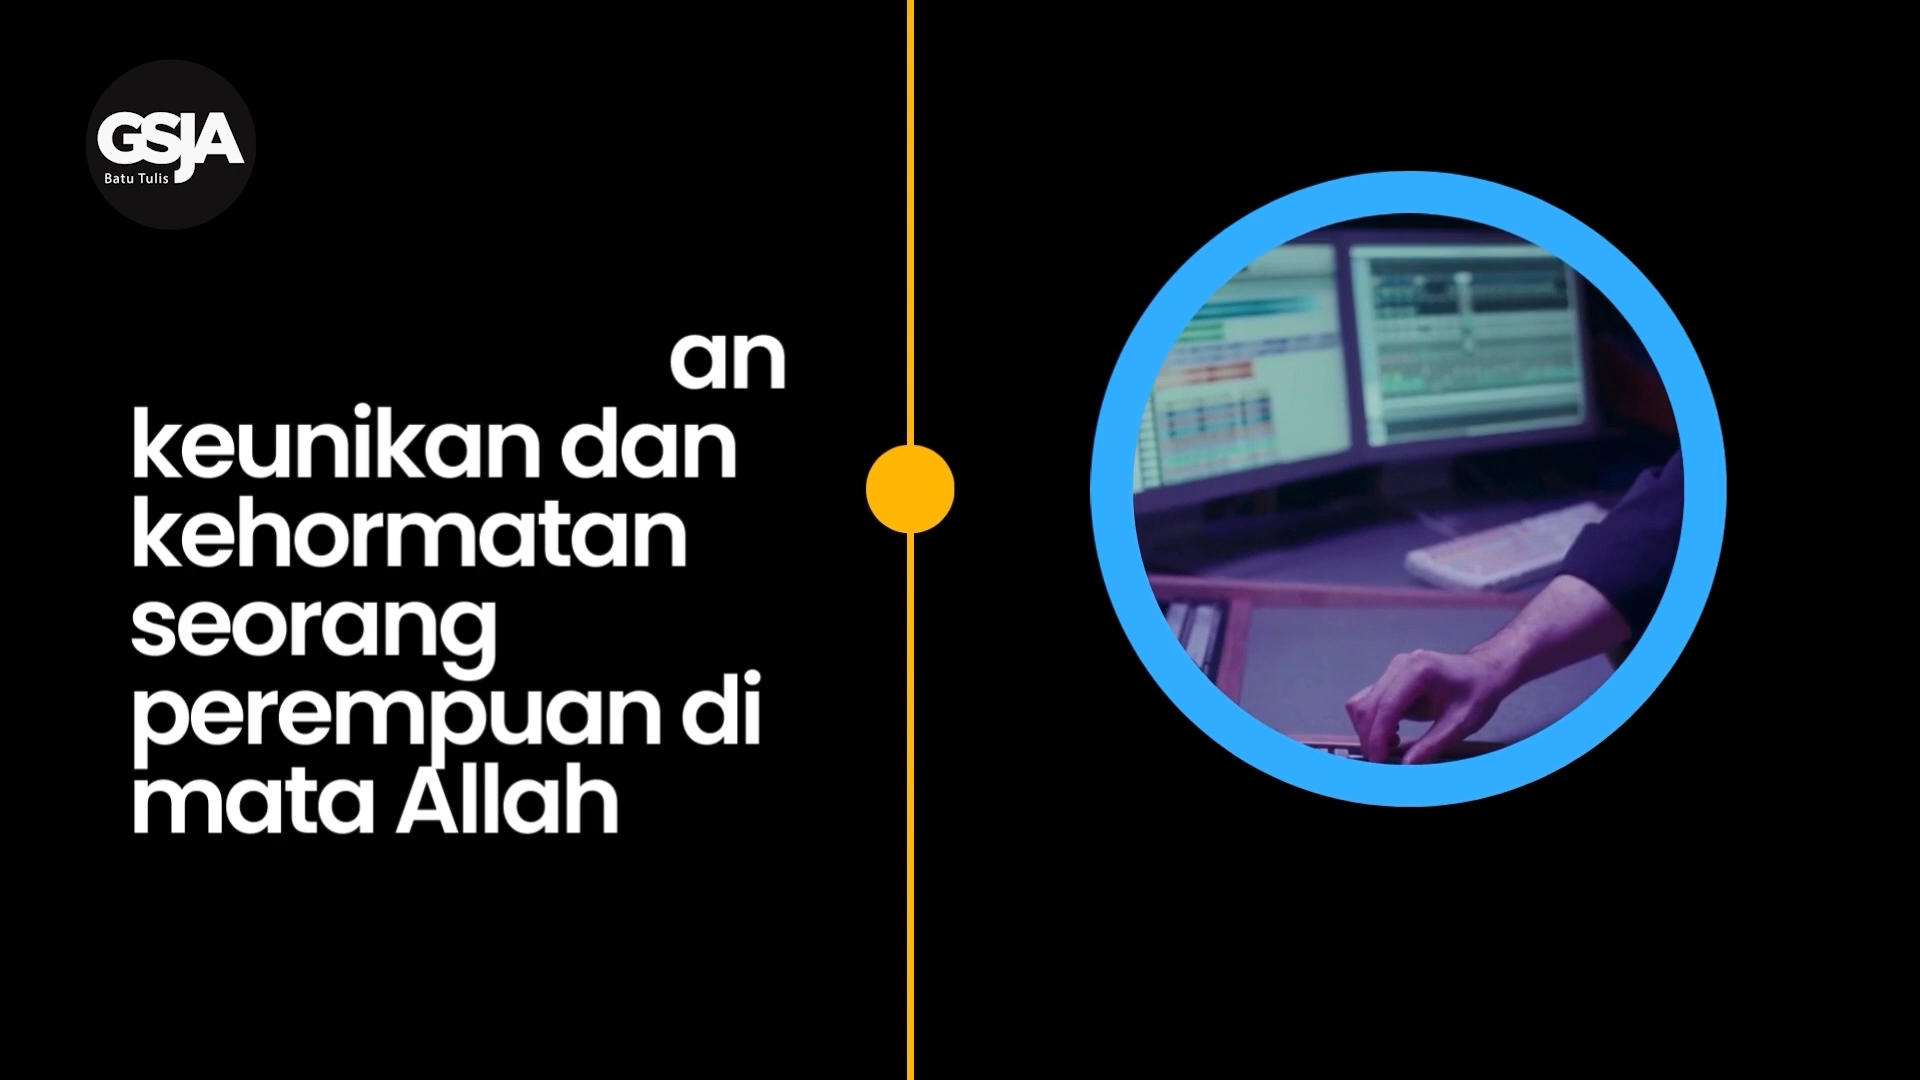 GSJA
Batu Tulis
an
keunikan dan
kehormatan
seorang
perempuan di
mata Allah